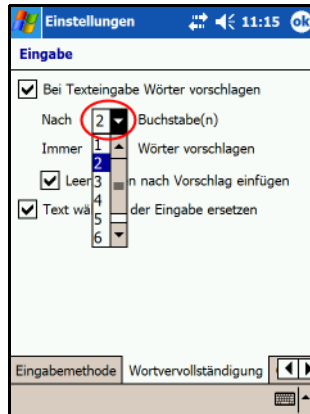 Einstellungen 11:15 ok
Eingabe
Bei Texteingabe Wörter vorschlagen
Nach 2 Buchstabe(n)
Immer Wörter vorschlagen
1
2
3
4
5
6
Leer n nach Vorschlag einfügen
Text wä der Eingabe ersetzen
Eingabemethode Wortvervollständigung